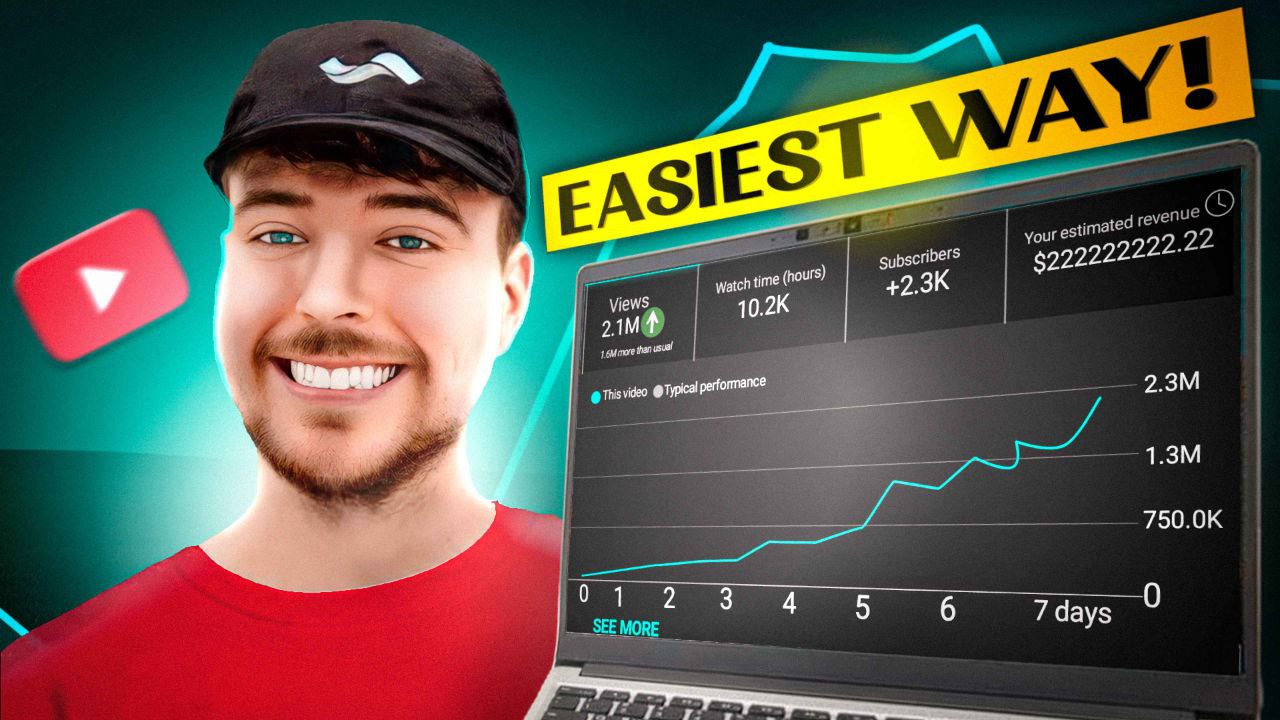 EASIEST WAY!
Views
2.1M
1.6M more than usual
Watch time (hours)
10.2K
Subscribers
+2.3K
Your estimated revenue
$222222222.22
This video
Typical performance
2.3M
1.3M
750.0K
0
0 1 2 3 4 5 6 7 days
SEE MORE